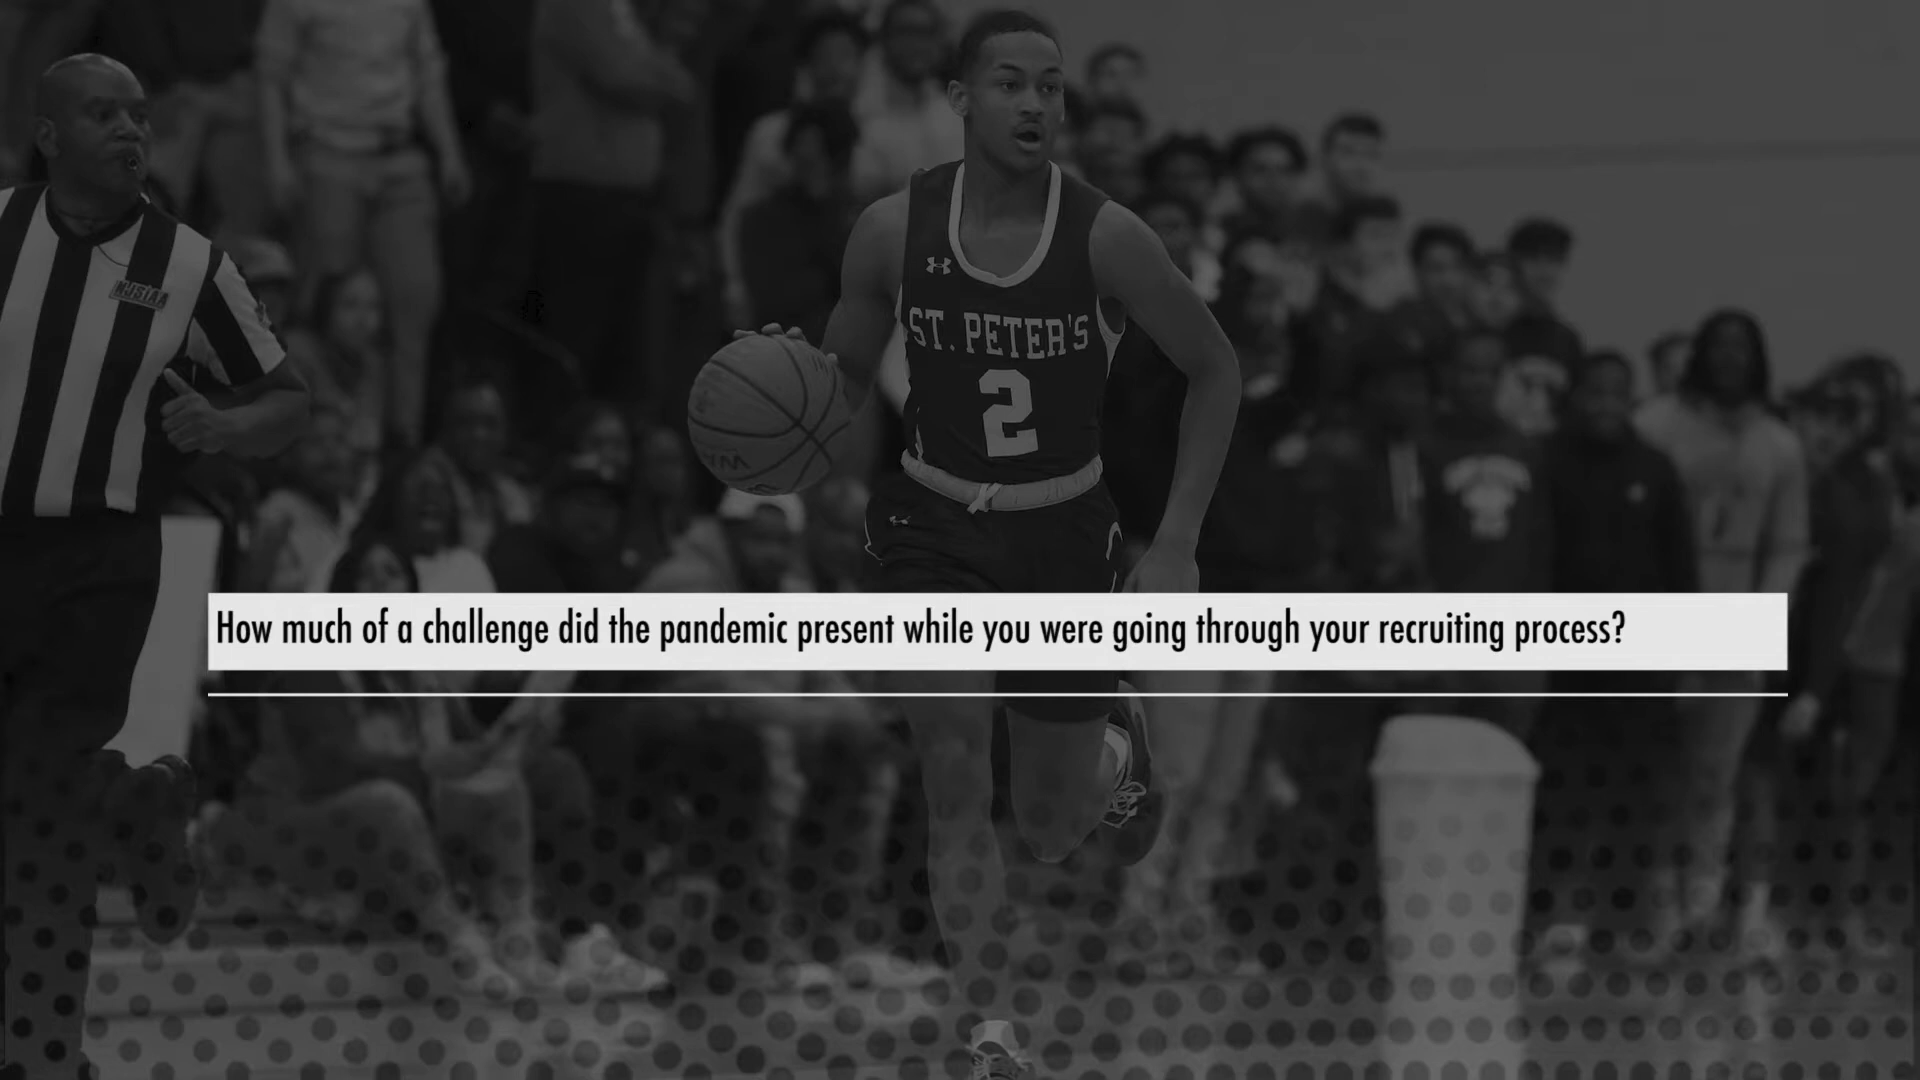 NJSIAA
ST. PETER'S
2
How much of a challenge did the pandemic present while you were going through your recruiting process?